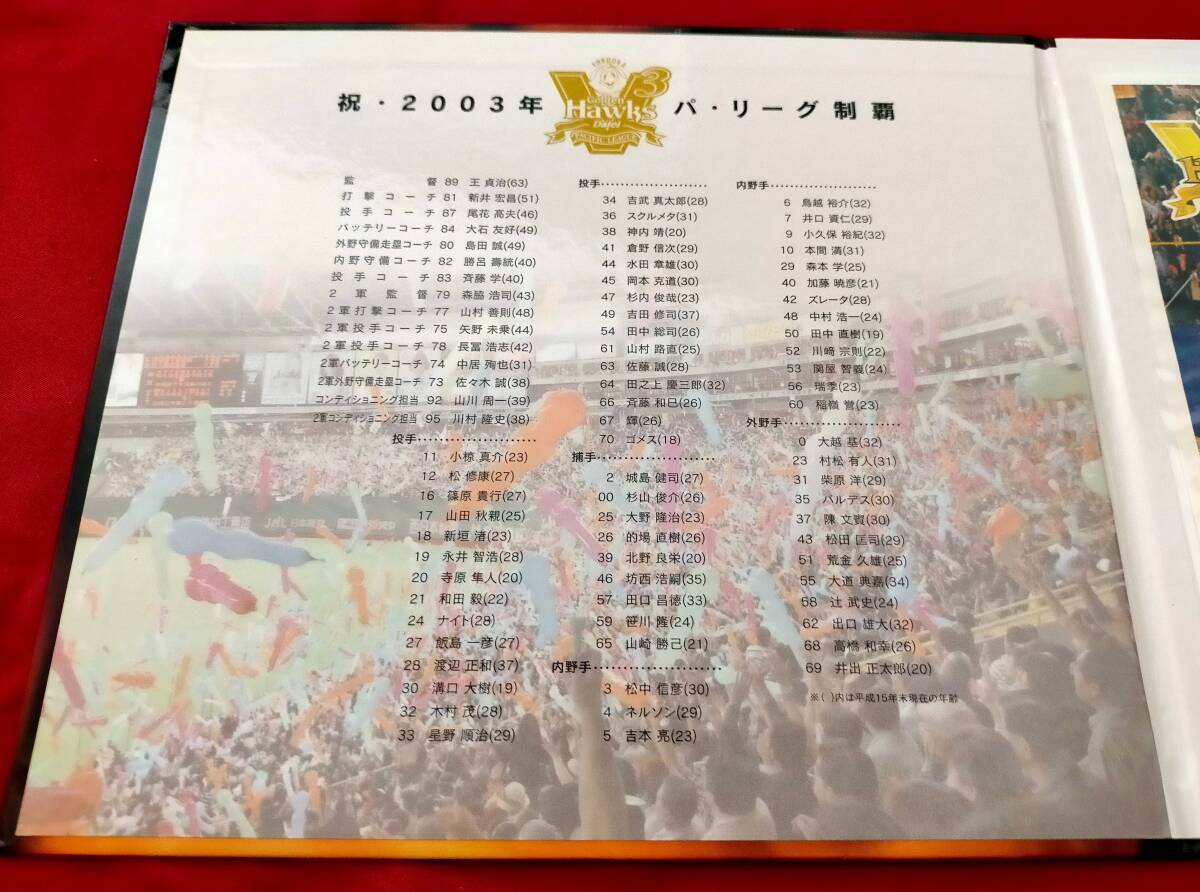 祝・2003年
FUKUOKA
V3
Golden
Hawks
Daiei
PACIFIC LEAGUE
パ・リーグ制覇
監督 89 王 貞治(63)
打撃コーチ 81 新井 宏昌(51)
投手コーチ 87 尾花 高夫(46)
バッテリーコーチ 84 大石 友好(49)
外野守備走塁コーチ 80 島田 誠(49)
内野守備コーチ 82 勝呂 壽統(40)
投手コーチ 83 斉藤 学(40)
2軍監督 79 森脇 浩司(43)
2軍打撃コーチ 77 山村 善則(48)
2軍投手コーチ 75 矢野 未乗(44)
2軍投手コーチ 78 長冨 浩志(42)
2軍バッテリーコーチ 74 中居 殉也(31)
2軍外野守備走塁コーチ 73 佐々木 誠(38)
コンディショニング担当 92 山川 周一(39)
2軍コンディショニング担当 95 川村 隆史(38)
投手
11 小椋 真介(23)
12 松 修康(27)
16 篠原 貴行(27)
17 山田 秋親(25)
18 新垣 渚(23)
19 永井 智浩(28)
20 寺原 隼人(20)
21 和田 毅(22)
24 ナイト(28)
27 飯島 一彦(27)
28 渡辺 正和(37)
30 溝口 大樹(19)
32 木村 茂(28)
33 星野 順治(29)
投手
34 吉武 真太郎(28)
36 スクルメタ(31)
38 神内 靖(20)
41 倉野 信次(29)
44 水田 章雄(30)
45 岡本 克道(30)
47 杉内 俊哉(23)
49 吉田 修司(37)
54 田中 総司(26)
61 山村 路直(25)
63 佐藤 誠(28)
64 田之上 慶三郎(32)
66 斉藤 和巳(26)
67 輝(26)
70 ゴメス(18)
捕手
2 城島 健司(27)
00 杉山 俊介(26)
25 大野 隆治(23)
26 的場 直樹(26)
39 北野 良栄(20)
46 坊西 浩嗣(35)
57 田口 昌徳(33)
59 笹川 隆(24)
65 山崎 勝己(21)
内野手
3 松中 信彦(30)
4 ネルソン(29)
5 吉本 亮(23)
内野手
6 鳥越 裕介(32)
7 井口 資仁(29)
9 小久保 裕紀(32)
10 本間 満(31)
29 森本 学(25)
40 加藤 暁彦(21)
42 ズレータ(28)
48 中村 浩一(24)
50 田中 直樹(19)
52 川﨑 宗則(22)
53 関屋 智義(24)
56 瑞季(23)
60 稲嶺 誉(23)
外野手
0 大越 基(32)
23 村松 有人(31)
31 柴原 洋(29)
35 バルデス(30)
37 陳 文賢(30)
43 松田 匡司(29)
51 荒金 久雄(25)
55 大道 典嘉(34)
58 辻 武史(24)
62 出口 雄大(32)
68 高橋 和幸(26)
69 井出 正太郎(20)
※( )内は平成15年末現在の年齢